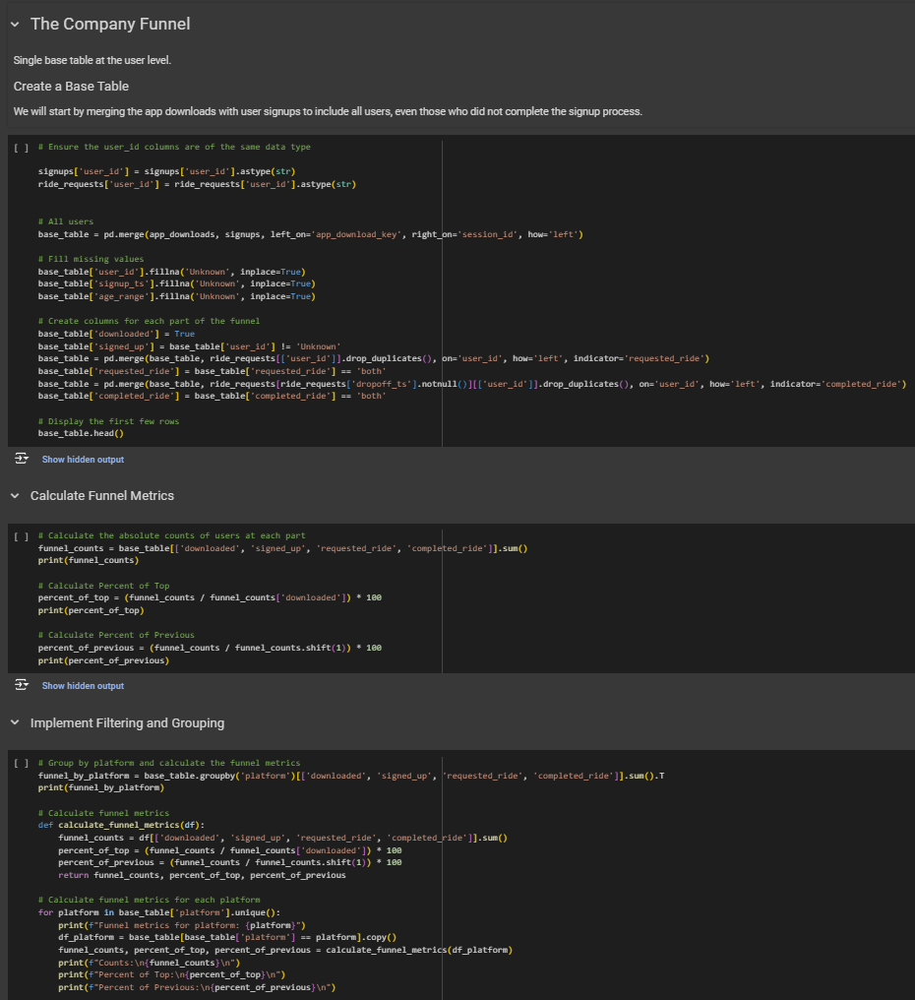 The Company Funnel
Single base table at the user level.
Create a Base Table
We will start by merging the app downloads with user signups to include all users, even those who did not complete the signup process.
[ ] # Ensure the user_id columns are of the same data type
signups['user_id'] = signups['user_id'].astype(str)
ride_requests['user_id'] = ride_requests['user_id'].astype(str)
# All users
base_table = pd.merge(app_downloads, signups, left_on='app_download_key', right_on='session_id', how='left')
# Fill missing values
base_table['user_id'].fillna('Unknown', inplace=True)
base_table['signup_ts'].fillna('Unknown', inplace=True)
base_table['age_range'].fillna('Unknown', inplace=True)
# Create columns for each part of the funnel
base_table['downloaded'] = True
base_table['signed_up'] = base_table['user_id'] != 'Unknown'
base_table = pd.merge(base_table, ride_requests[['user_id']].drop_duplicates(), on='user_id', how='left', indicator='requested_ride')
base_table['requested_ride'] = base_table['requested_ride'] == 'both'
base_table = pd.merge(base_table, ride_requests[ride_requests['dropoff_ts'].notnull()][['user_id']].drop_duplicates(), on='user_id', how='left', indicator='completed_ride')
base_table['completed_ride'] = base_table['completed_ride'] == 'both'
# Display the first few rows
base_table.head()
Show hidden output
Calculate Funnel Metrics
[ ] # Calculate the absolute counts of users at each part
funnel_counts = base_table[['downloaded', 'signed_up', 'requested_ride', 'completed_ride']].sum()
print(funnel_counts)
# Calculate Percent of Top
percent_of_top = (funnel_counts / funnel_counts['downloaded']) * 100
print(percent_of_top)
# Calculate Percent of Previous
percent_of_previous = (funnel_counts / funnel_counts.shift(1)) * 100
print(percent_of_previous)
Show hidden output
Implement Filtering and Grouping
[ ] # Group by platform and calculate the funnel metrics
funnel_by_platform = base_table.groupby('platform')[['downloaded', 'signed_up', 'requested_ride', 'completed_ride']].sum().T
print(funnel_by_platform)
# Calculate funnel metrics
def calculate_funnel_metrics(df):
funnel_counts = df[['downloaded', 'signed_up', 'requested_ride', 'completed_ride']].sum()
percent_of_top = (funnel_counts / funnel_counts['downloaded']) * 100
percent_of_previous = (funnel_counts / funnel_counts.shift(1)) * 100
return funnel_counts, percent_of_top, percent_of_previous
# Calculate funnel metrics for each platform
for platform in base_table['platform'].unique():
print(f"Funnel metrics for platform: {platform}")
df_platform = base_table[base_table['platform'] == platform].copy()
funnel_counts, percent_of_top, percent_of_previous = calculate_funnel_metrics(df_platform)
print(f"Counts:\n{funnel_counts}\n")
print(f"Percent of Top:\n{percent_of_top}\n")
print(f"Percent of Previous:\n{percent_of_previous}\n")